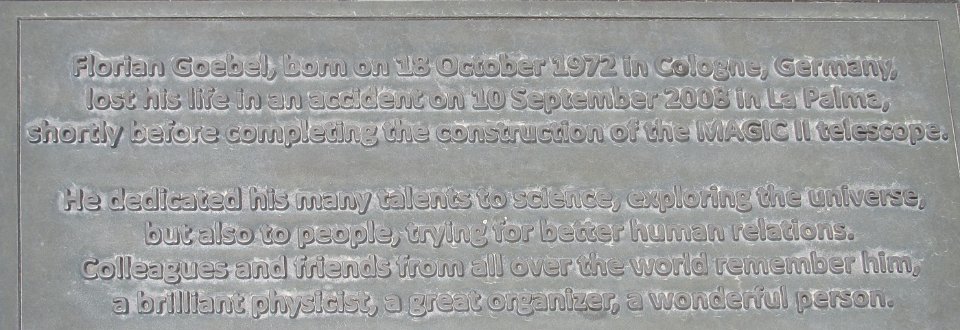 Florian Goebel, born on 18 October 1972 in Cologne, Germany,
lost his life in an accident on 10 September 2008 in La Palma,
shortly before completing the construction of the MAGIC II telescope.
He dedicated his many talents to science, exploring the universe,
but also to people, trying for better human relations.
Colleagues and friends from all over the world remember him,
a brilliant physicist, a great organizer, a wonderful person.